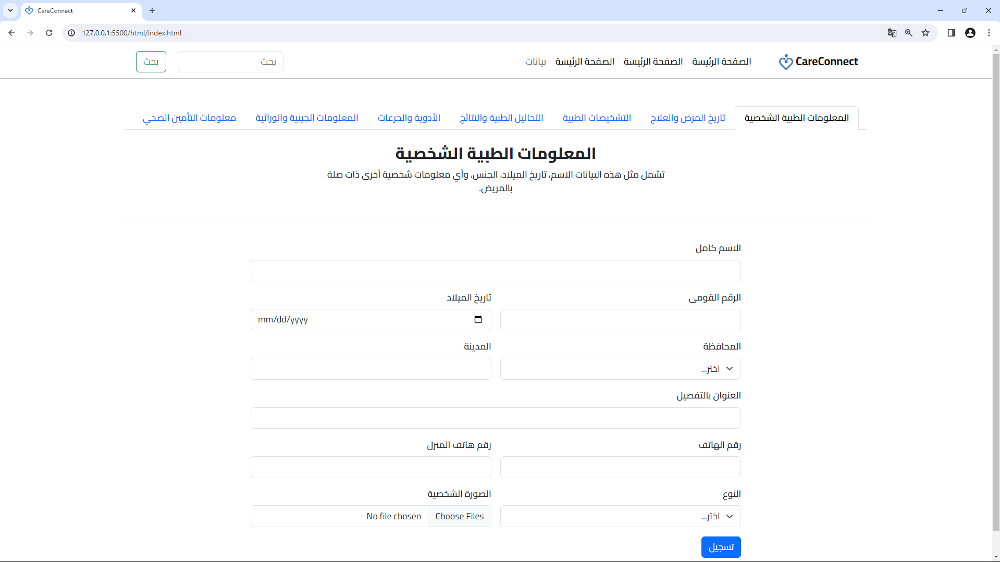 CareConnect
127.0.0.1:5500/html/index.html
CareConnect الصفحة الرئيسة الصفحة الرئيسة الصفحة الرئيسة بيانات بحث بحث
المعلومات الطبية الشخصية تاريخ المرض والعلاج التشخيصات الطبية التحاليل الطبية والنتائج الأدوية والجرعات المعلومات الجينية والوراثية معلومات التأمين الصحي
المعلومات الطبية الشخصية
تشمل مثل هذه البيانات الاسم، تاريخ الميلاد، الجنس، وأي معلومات شخصية أخرى ذات صلة
بالمريض.
الاسم كامل
الرقم القومى تاريخ الميلاد
mm/dd/yyyy
المحافظة المدينة
اختر...
العنوان بالتفصيل
رقم الهاتف رقم هاتف المنزل
النوع الصورة الشخصية
اختر... Choose Files No file chosen
تسجيل